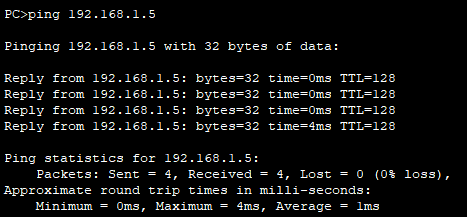 PC>ping 192.168.1.5
Pinging 192.168.1.5 with 32 bytes of data:
Reply from 192.168.1.5: bytes=32 time=0ms TTL=128
Reply from 192.168.1.5: bytes=32 time=0ms TTL=128
Reply from 192.168.1.5: bytes=32 time=0ms TTL=128
Reply from 192.168.1.5: bytes=32 time=4ms TTL=128
Ping statistics for 192.168.1.5:
    Packets: Sent = 4, Received = 4, Lost = 0 (0% loss),
Approximate round trip times in milli-seconds:
    Minimum = 0ms, Maximum = 4ms, Average = 1ms